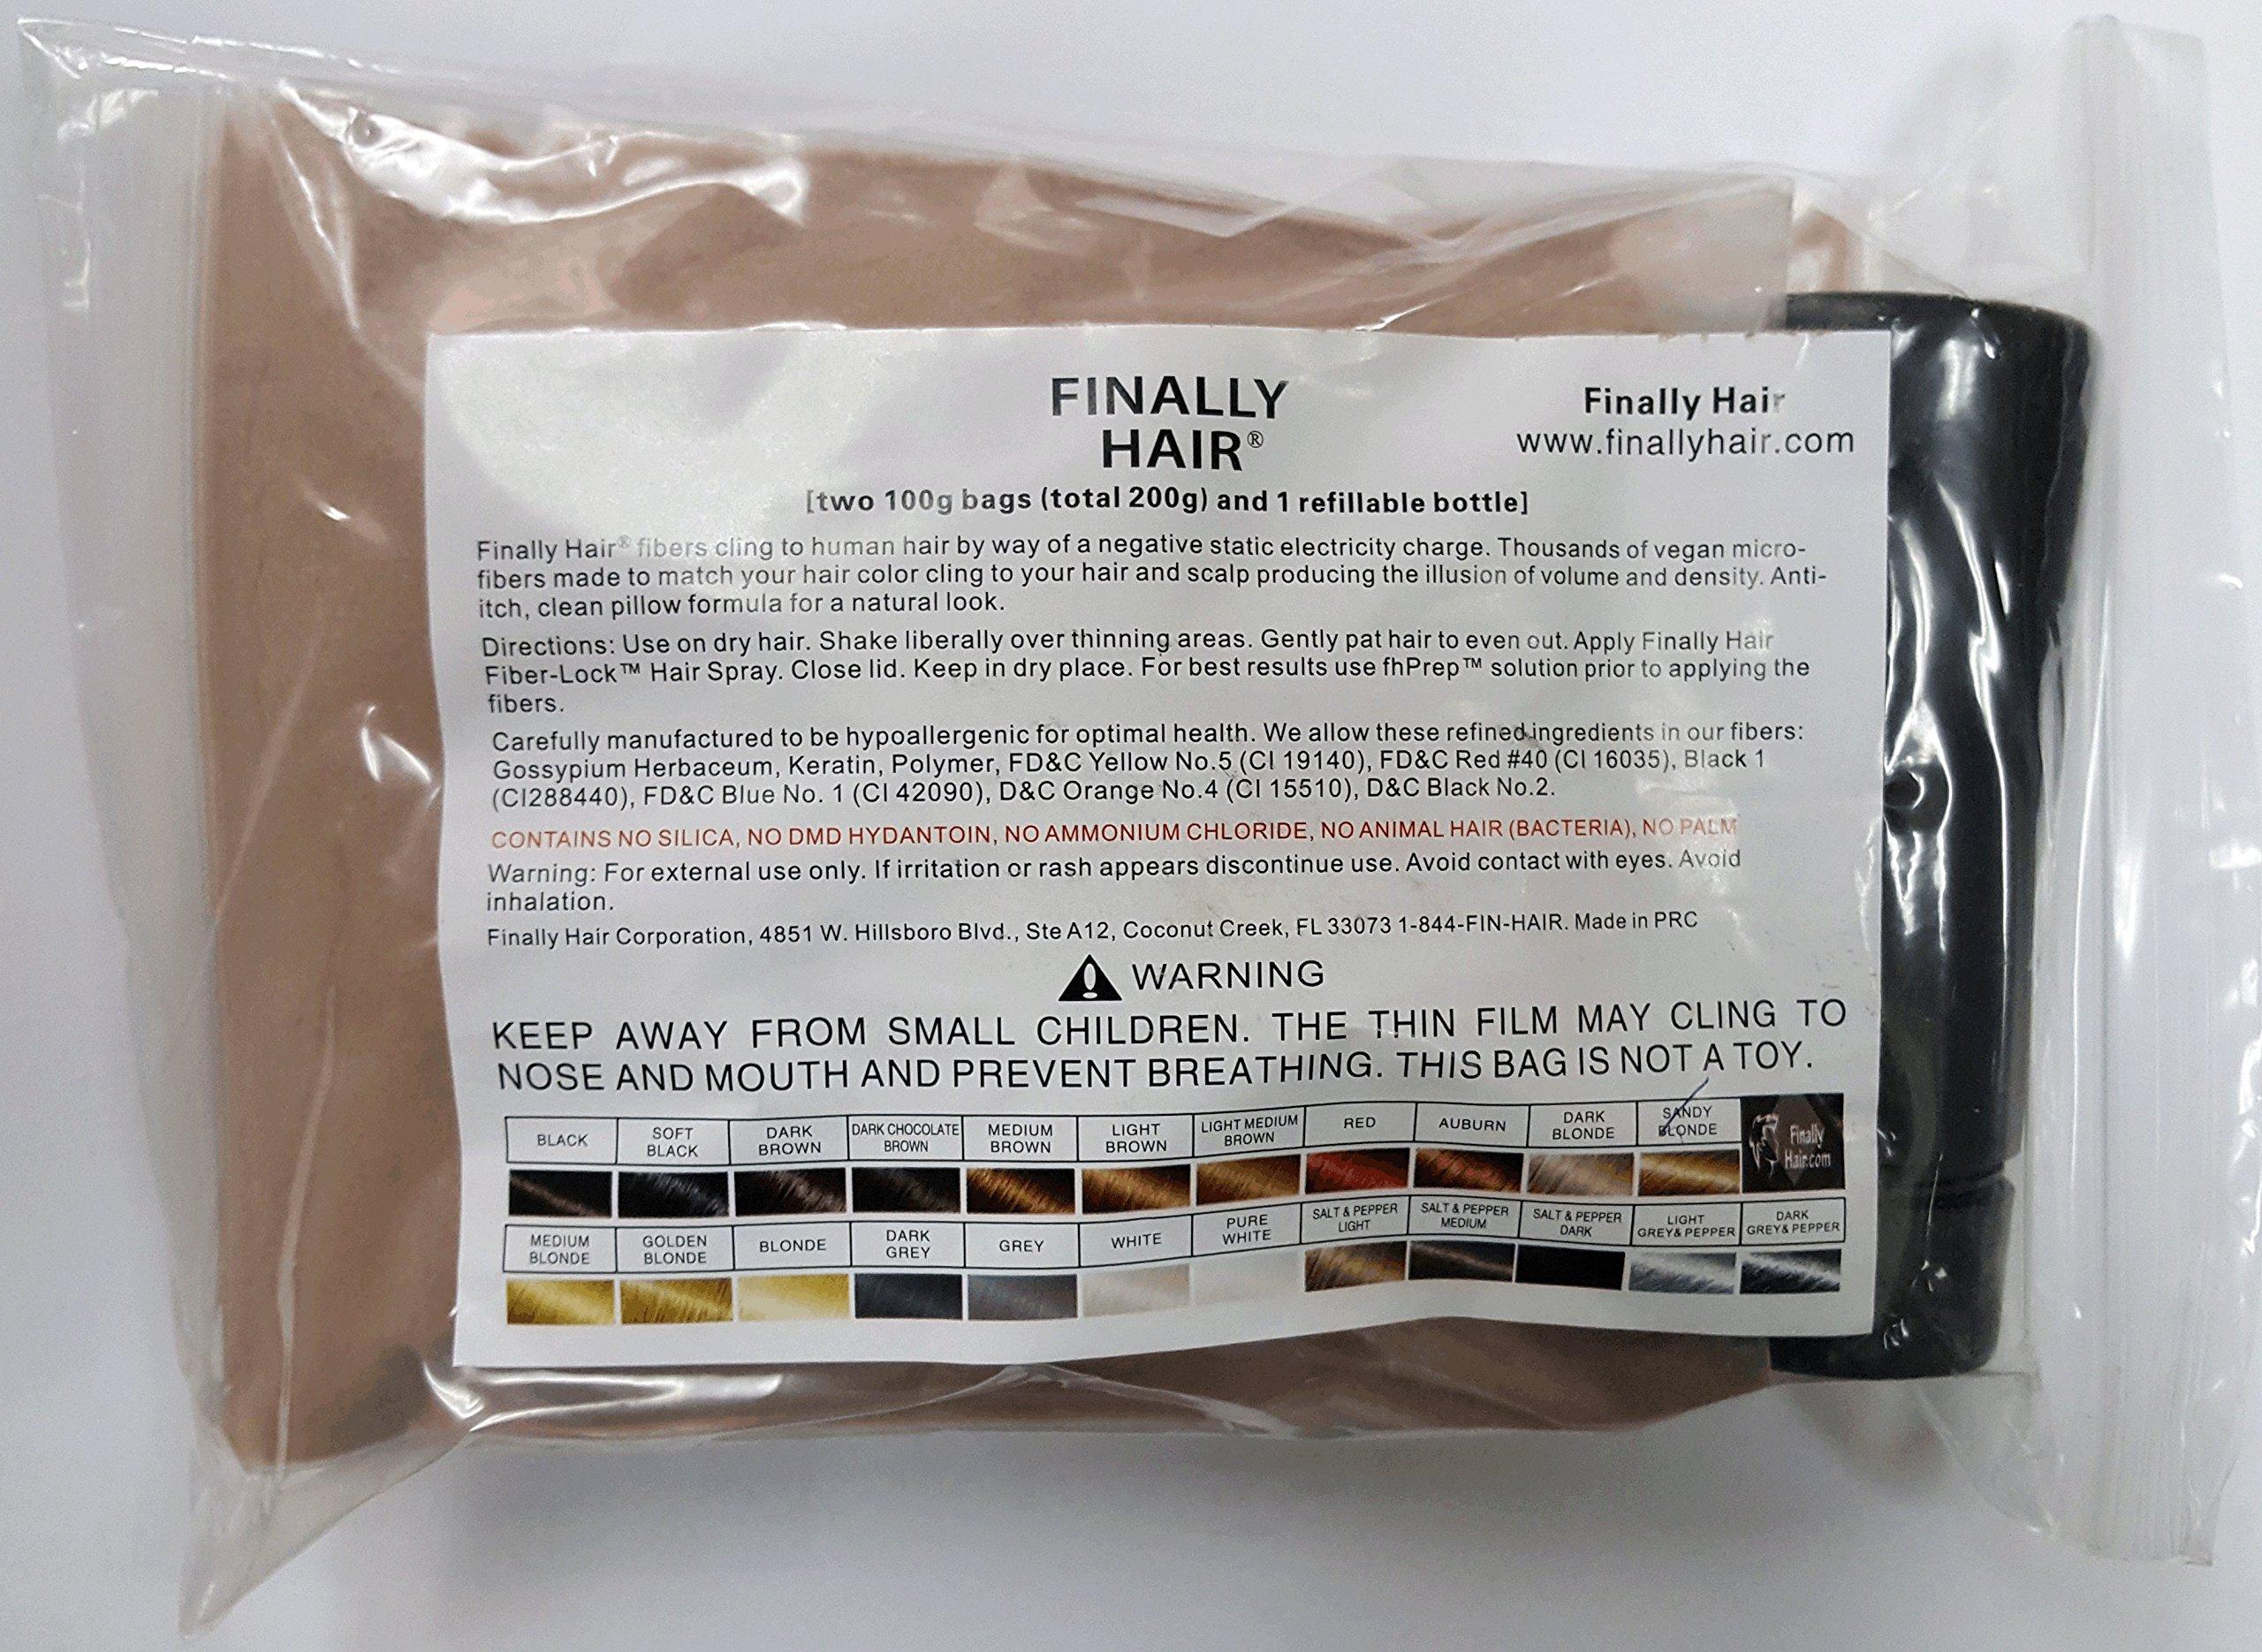 FINALLY
HAIR®
Finally Hair
www.finallyhair.com
[two 100g bags (total 200g) and 1 refillable bottle]
Finally Hair® fibers cling to human hair by way of a negative static electricity charge. Thousands of vegan micro-
fibers made to match your hair color cling to your hair and scalp producing the illusion of volume and density. Anti-
itch, clean pillow formula for a natural look.
Directions: Use on dry hair. Shake liberally over thinning areas. Gently pat hair to even out. Apply Finally Hair
Fiber-Lock™ Hair Spray. Close lid. Keep in dry place. For best results use fhPrep™ solution prior to applying the
fibers.
Carefully manufactured to be hypoallergenic for optimal health. We allow these refined ingredients in our fibers:
Gossypium Herbaceum, Keratin, Polymer, FD&C Yellow No.5 (CI 19140), FD&C Red #40 (CI 16035), Black 1
(CI288440), FD&C Blue No. 1 (CI 42090), D&C Orange No.4 (CI 15510), D&C Black No.2.
CONTAINS NO SILICA, NO DMD HYDANTOIN, NO AMMONIUM CHLORIDE, NO ANIMAL HAIR (BACTERIA), NO PALM
Warning: For external use only. If irritation or rash appears discontinue use. Avoid contact with eyes. Avoid
inhalation.
Finally Hair Corporation, 4851 W. Hillsboro Blvd., Ste A12, Coconut Creek, FL 33073 1-844-FIN-HAIR. Made in PRC
WARNING
KEEP AWAY FROM SMALL CHILDREN. THE THIN FILM MAY CLING TO
NOSE AND MOUTH AND PREVENT BREATHING. THIS BAG IS NOT A TOY.
BLACK
SOFT
BLACK
DARK
BROWN
DARK CHOCOLATE
BROWN
MEDIUM
BROWN
LIGHT
BROWN
LIGHT MEDIUM
BROWN
RED
AUBURN
DARK
BLONDE
SANDY
BLONDE
Finally
Hair.com
MEDIUM
BLONDE
GOLDEN
BLONDE
BLONDE
DARK
GREY
GREY
WHITE
PURE
WHITE
SALT & PEPPER
LIGHT
SALT & PEPPER
MEDIUM
SALT & PEPPER
DARK
LIGHT
GREY& PEPPER
DARK
GREY& PEPPER